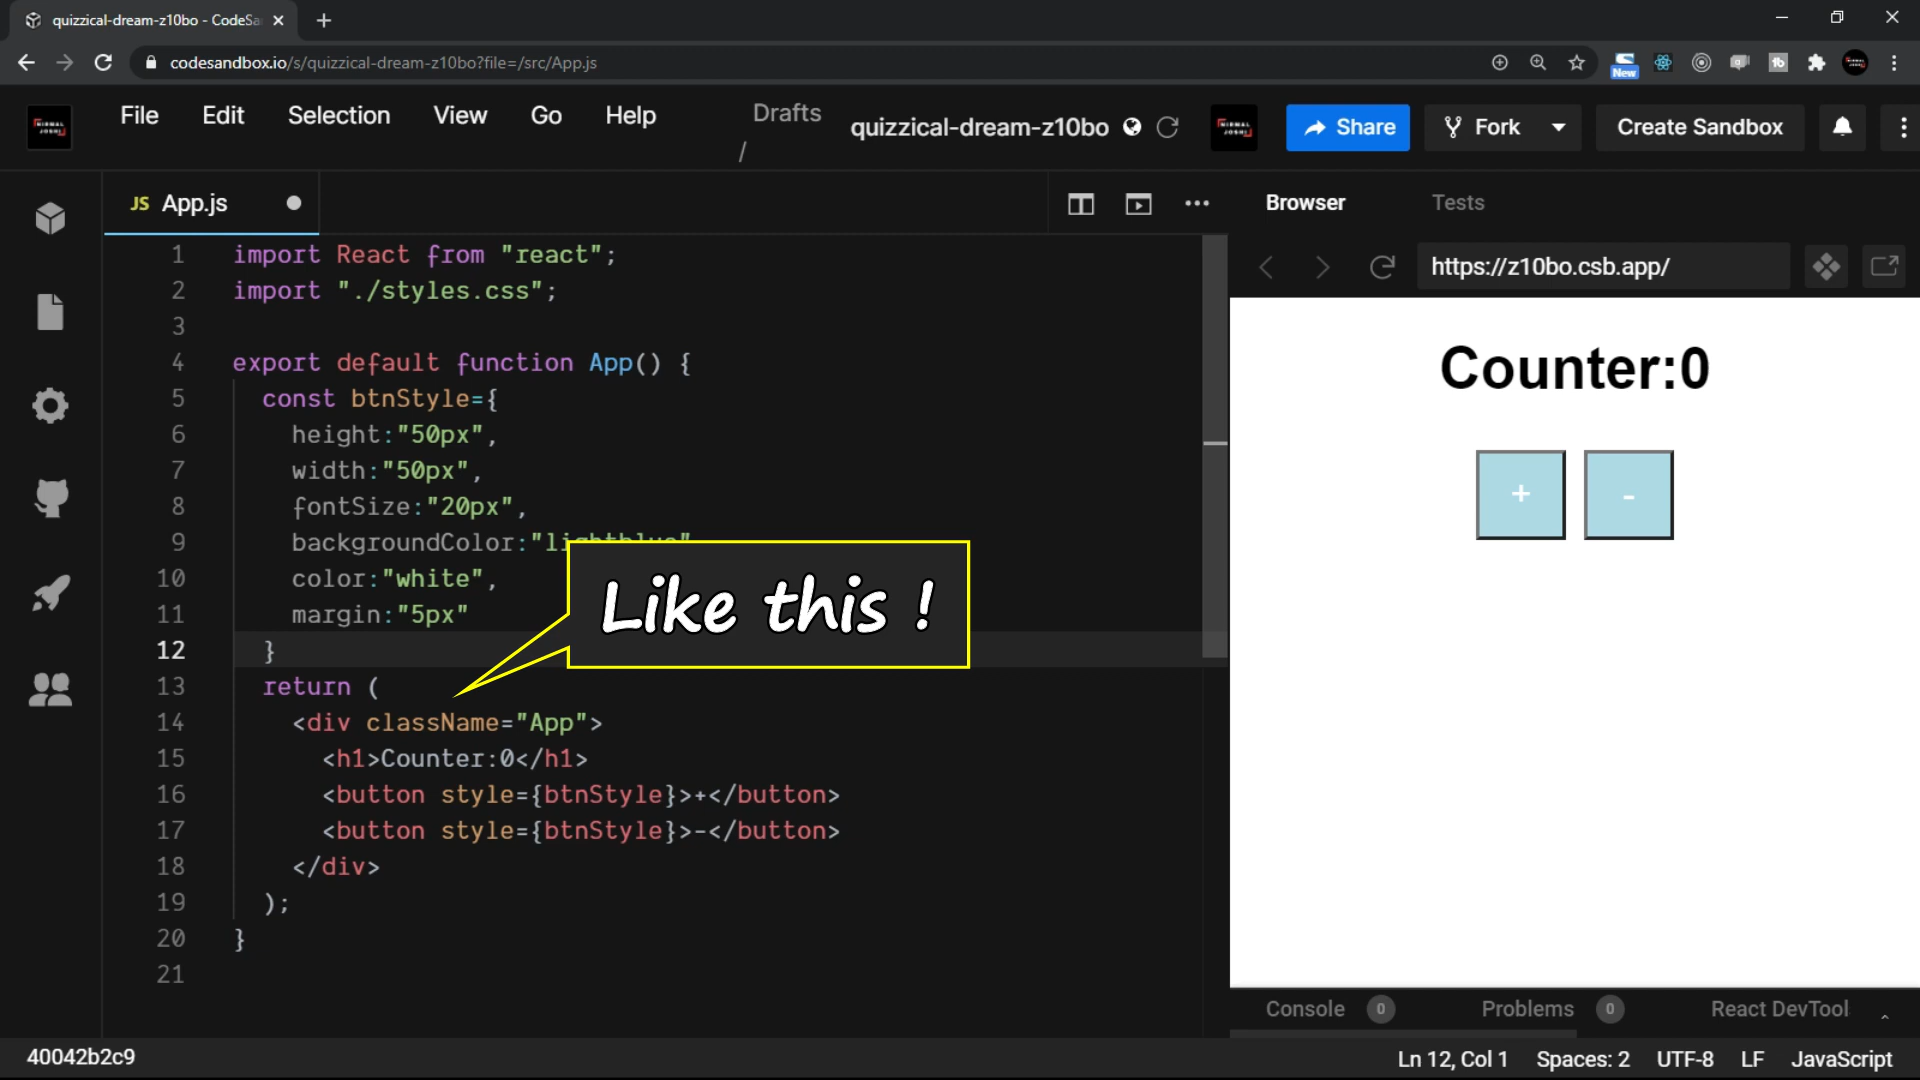 quizzical-dream-z10bo - CodeSa
codesandbox.io/s/quizzical-dream-z10bo?file=/src/App.js
New
File Edit Selection View Go Help
Drafts
/
quizzical-dream-z10bo
NIRMAL
JOSHI
Share
Fork
Create Sandbox
JS App.js
Browser Tests
https://z10bo.csb.app/
1 import React from "react";
2 import "./styles.css";
3
4 export default function App() {
5 const btnStyle={
6 height:"50px",
7 width:"50px",
8 fontSize:"20px",
9 backgroundColor:"lightblue"
10 color:"white",
11 margin:"5px"
12 }
13 return (
14 <div className="App">
15 <h1>Counter:0</h1>
16 <button style={btnStyle}>+</button>
17 <button style={btnStyle}>-</button>
18 </div>
19 );
20 }
21
Like this !
Counter:0
+ -
Console 0 Problems 0 React DevTool
40042b2c9
Ln 12, Col 1 Spaces: 2 UTF-8 LF JavaScript